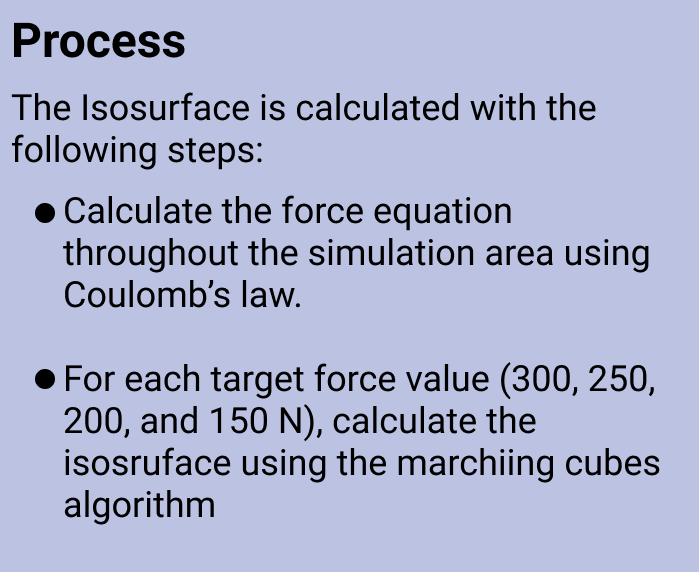 Process
The Isosurface is calculated with the
following steps:
● Calculate the force equation
throughout the simulation area using
Coulomb’s law.
● For each target force value (300, 250,
200, and 150 N), calculate the
isosruface using the marchiing cubes
algorithm